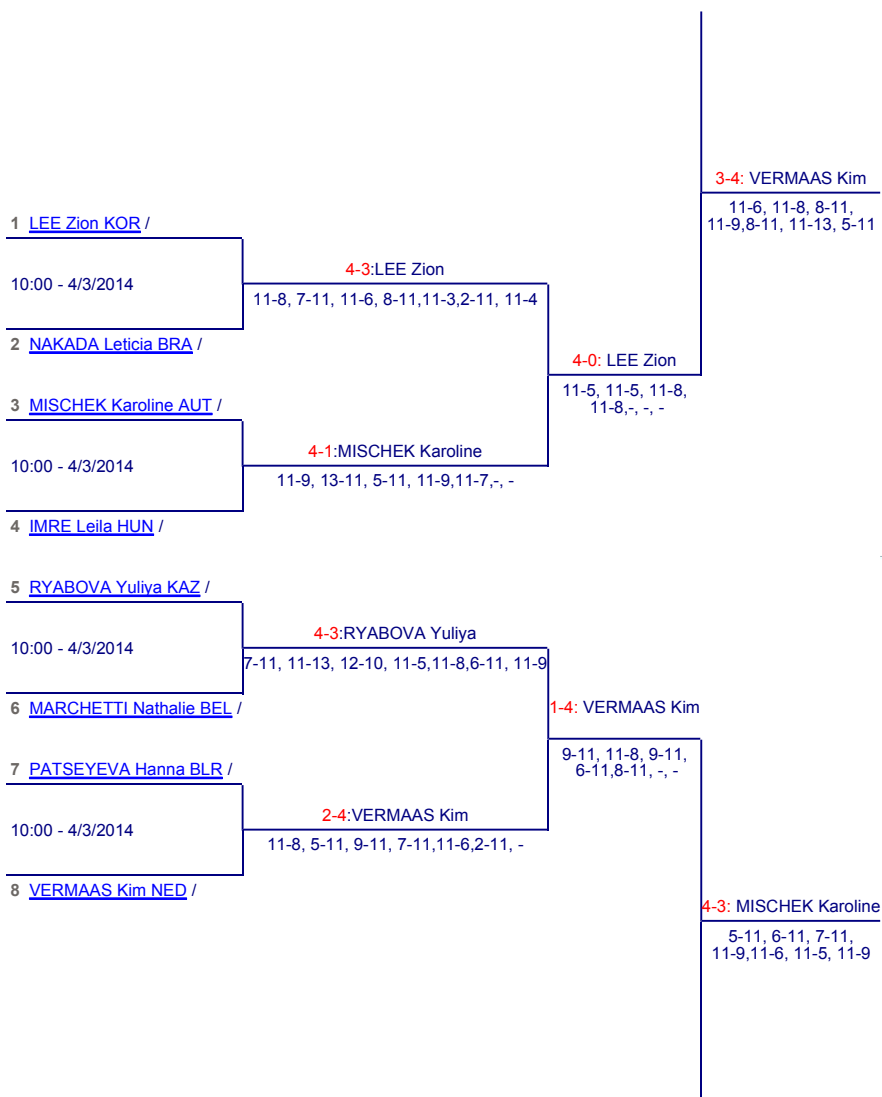 3-4: VERMAAS Kim
11-6, 11-8, 8-11,
11-9,8-11, 11-13, 5-11
1 LEE Zion KOR /
10:00 - 4/3/2014
4-3:LEE Zion
11-8, 7-11, 11-6, 8-11,11-3,2-11, 11-4
2 NAKADA Leticia BRA /
4-0: LEE Zion
11-5, 11-5, 11-8,
11-8,-, -, -
3 MISCHEK Karoline AUT /
10:00 - 4/3/2014
4-1:MISCHEK Karoline
11-9, 13-11, 5-11, 11-9,11-7,-, -
4 IMRE Leila HUN /
5 RYABOVA Yuliya KAZ /
10:00 - 4/3/2014
4-3:RYABOVA Yuliya
7-11, 11-13, 12-10, 11-5,11-8,6-11, 11-9
6 MARCHETTI Nathalie BEL /
1-4: VERMAAS Kim
9-11, 11-8, 9-11,
6-11,8-11, -, -
7 PATSEYEVA Hanna BLR /
10:00 - 4/3/2014
2-4:VERMAAS Kim
11-8, 5-11, 9-11, 7-11,11-6,2-11, -
8 VERMAAS Kim NED /
4-3: MISCHEK Karoline
5-11, 6-11, 7-11,
11-9,11-6, 11-5, 11-9